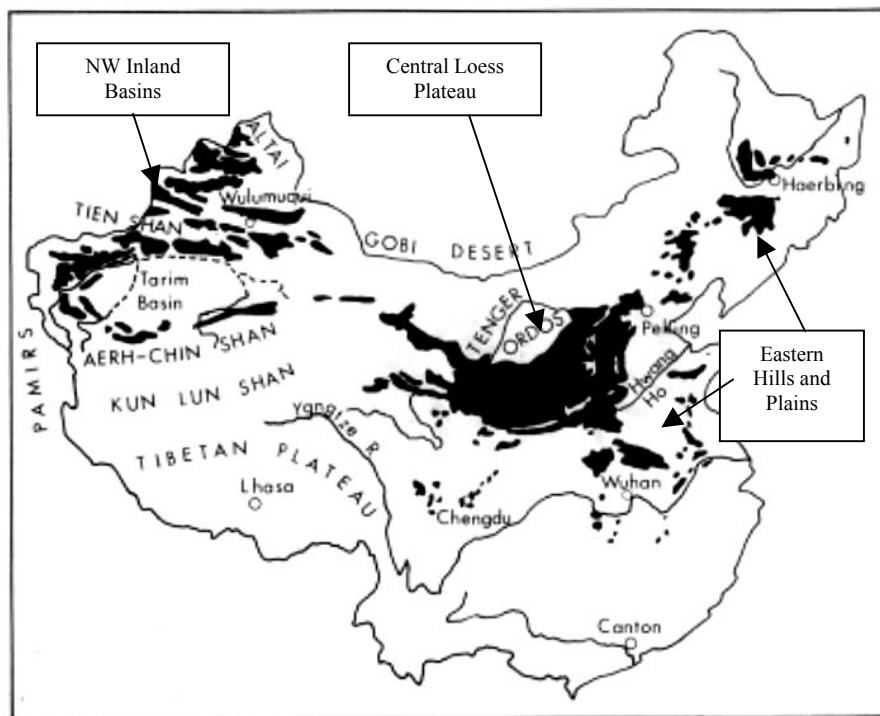 NW Inland
Basins
Central Loess
Plateau
ALTAI
Wulumuqui
Haerbing
TIEN SHAN
GOBI DESERT
Tarim
Basin
TENGER
ORDOS
Peking
AERH-CHIN SHAN
Eastern
Hills and
Plains
PAMIRS
KUN LUN SHAN
Hwang
Ho
Yangtze R
TIBETAN PLATEAU
Lhasa
Wuhan
Chengdu
Canton